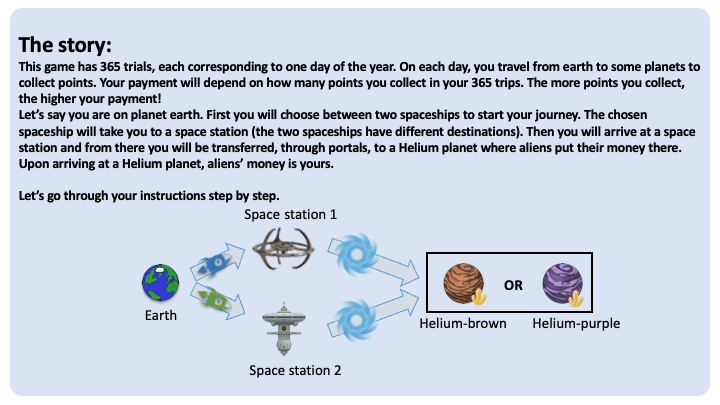 The story:
This game has 365 trials, each corresponding to one day of the year. On each day, you travel from earth to some planets to
collect points. Your payment will depend on how many points you collect in your 365 trips. The more points you collect,
the higher your payment!
Let’s say you are on planet earth. First you will choose between two spaceships to start your journey. The chosen
spaceship will take you to a space station (the two spaceships have different destinations). Then you will arrive at a space
station and from there you will be transferred, through portals, to a Helium planet where aliens put their money there.
Upon arriving at a Helium planet, aliens’ money is yours.
Let’s go through your instructions step by step.
Space station 1
Earth
OR
Helium-brown
Helium-purple
Space station 2